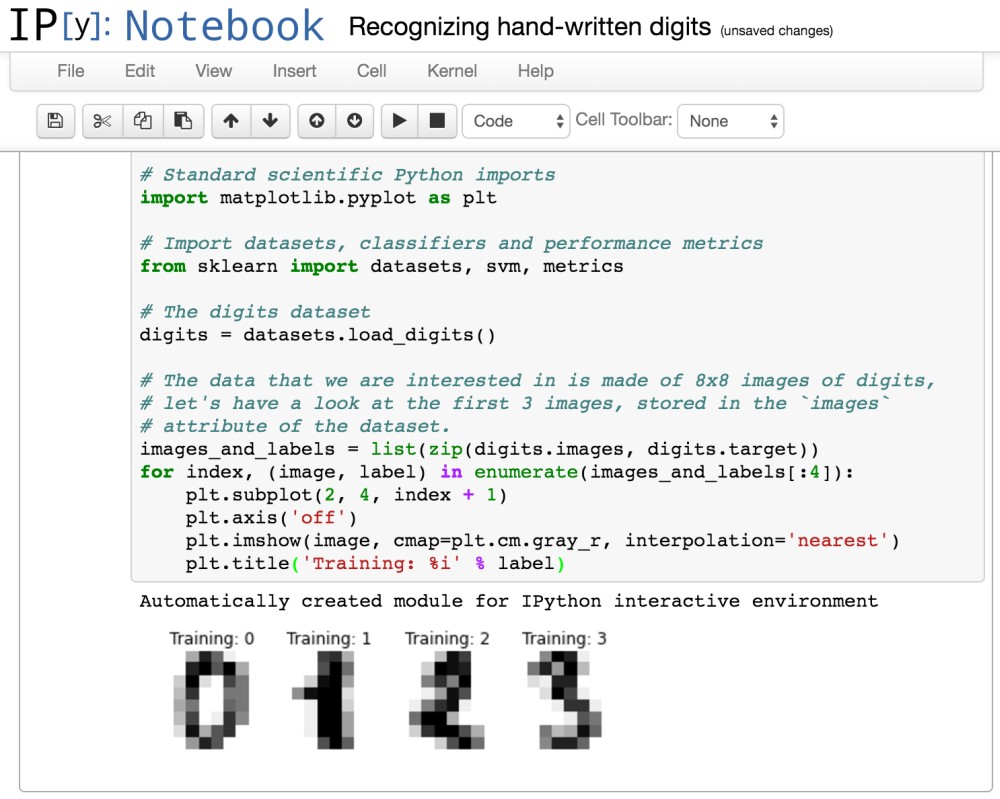 IP[y]: Notebook Recognizing hand-written digits (unsaved changes)
File Edit View Insert Cell Kernel Help
Code Cell Toolbar: None
# Standard scientific Python imports
import matplotlib.pyplot as plt
# Import datasets, classifiers and performance metrics
from sklearn import datasets, svm, metrics
# The digits dataset
digits = datasets.load_digits()
# The data that we are interested in is made of 8x8 images of digits,
# let's have a look at the first 3 images, stored in the `images`
# attribute of the dataset.
images_and_labels = list(zip(digits.images, digits.target))
for index, (image, label) in enumerate(images_and_labels[:4]):
    plt.subplot(2, 4, index + 1)
    plt.axis('off')
    plt.imshow(image, cmap=plt.cm.gray_r, interpolation='nearest')
    plt.title('Training: %i' % label)
Automatically created module for IPython interactive environment
Training: 0 Training: 1 Training: 2 Training: 3
0 1 2 3